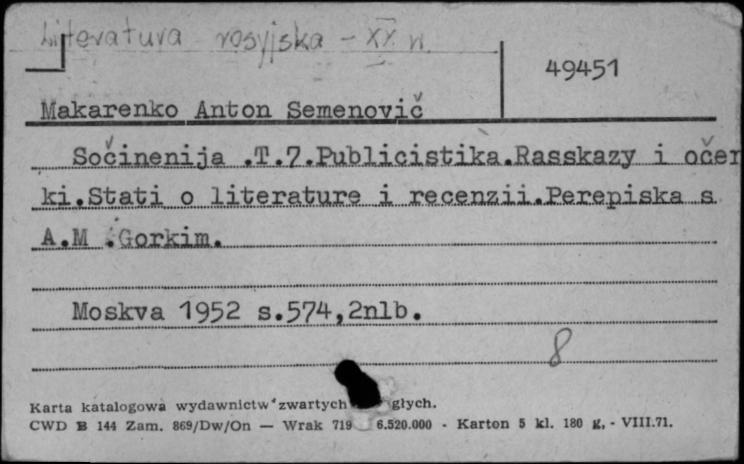 Literatura rosyjska - XX w.
49451
Makarenko Anton Semenovič
Sočinenija .T.7.Publicistika.Rasskazy i očer
ki.Stati o literature i recenzii.Perepiska s
A.M .Gorkim.
Moskva 1952 s.574,2nlb.
8
Karta katalogowa wydawnictw zwartych głych.
CWD B 144 Zam. 869/Dw/On — Wrak 719 6.520.000 - Karton 5 kl. 180 g, - VIII.71.